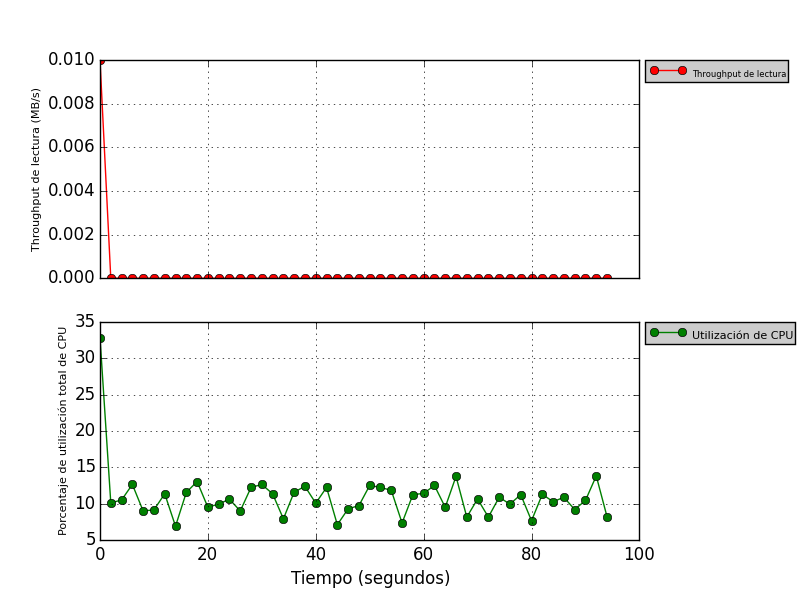 0.010
0.008
0.006
0.004
0.002
0.000
Throughput de lectura (MB/s)
Throughput de lectura
35
30
25
20
15
10
5
Porcentaje de utilización total de CPU
Utilización de CPU
0 20 40 60 80 100
Tiempo (segundos)